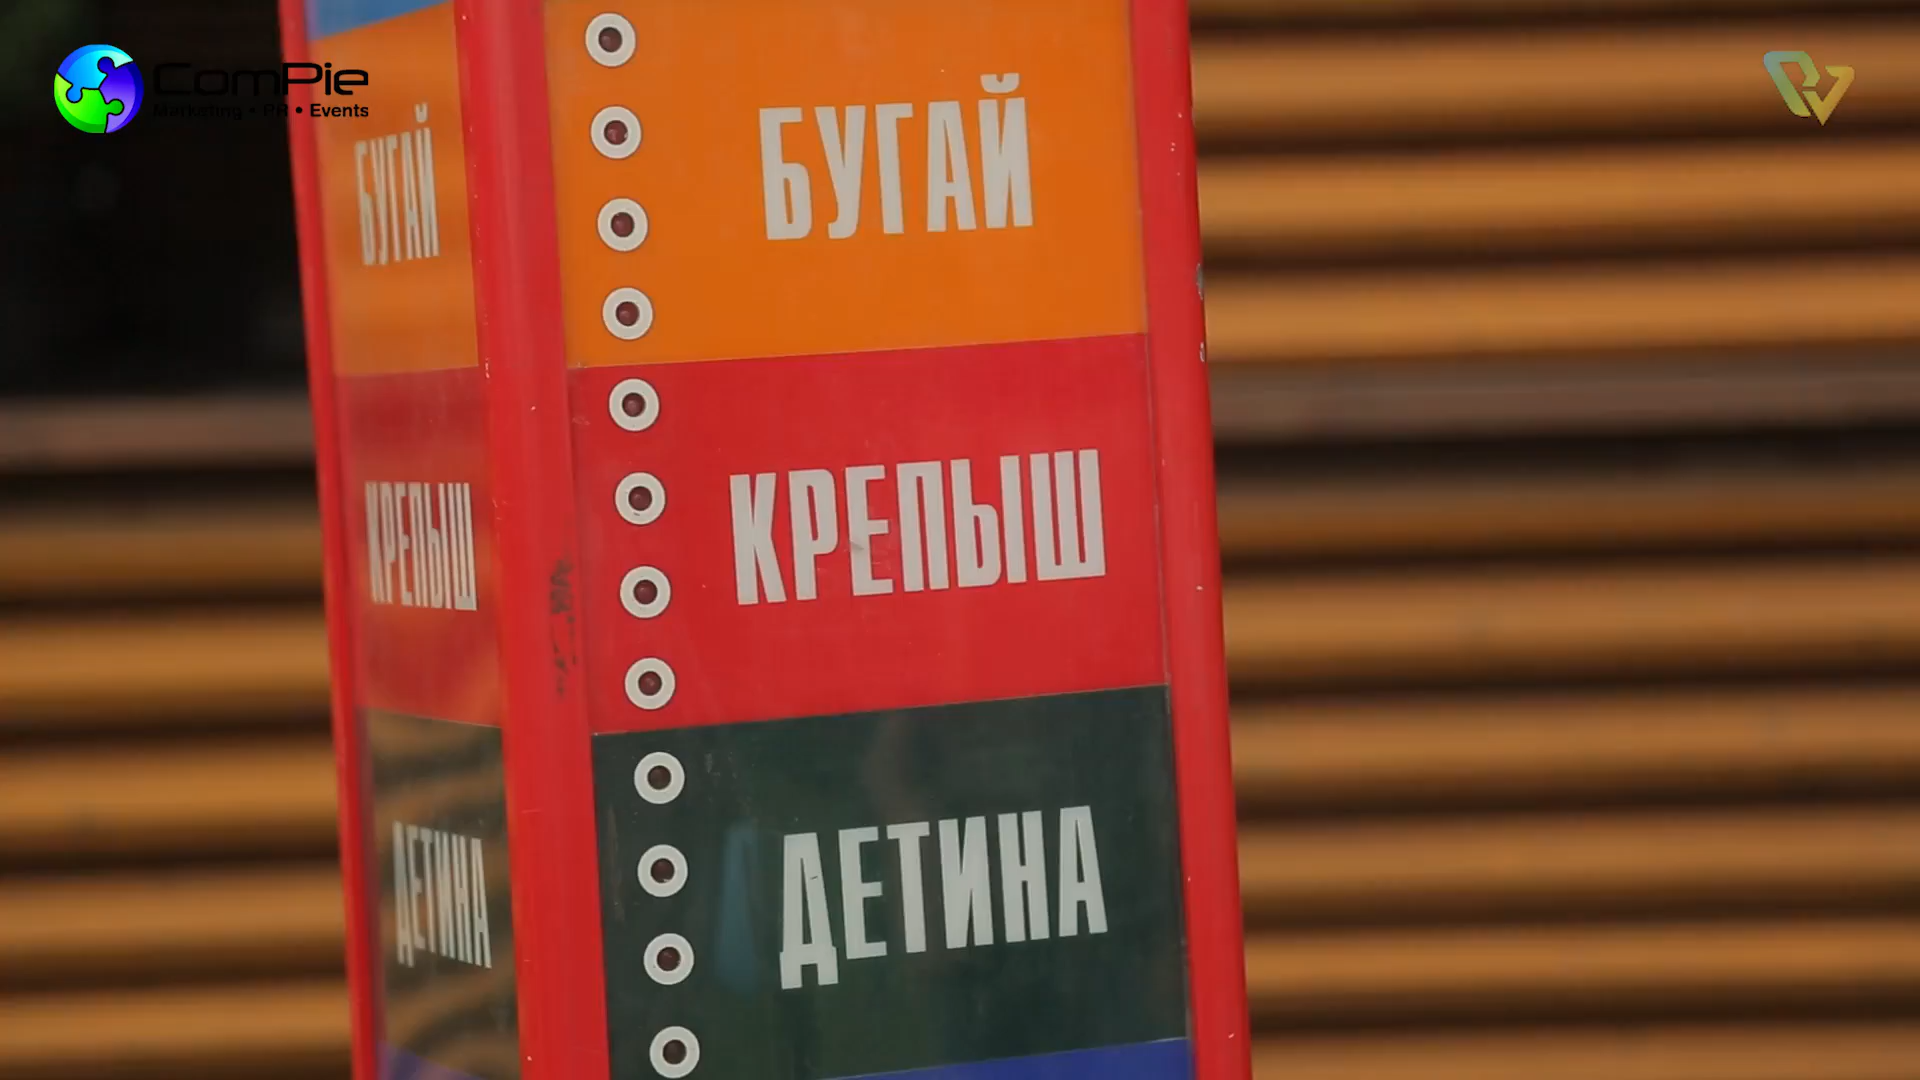 ComPie
Marketing • PR • Events
БУГАЙ
БУГАЙ
КРЕПЫШ
КРЕПЫШ
ДЕТИНА
ДЕТИНА